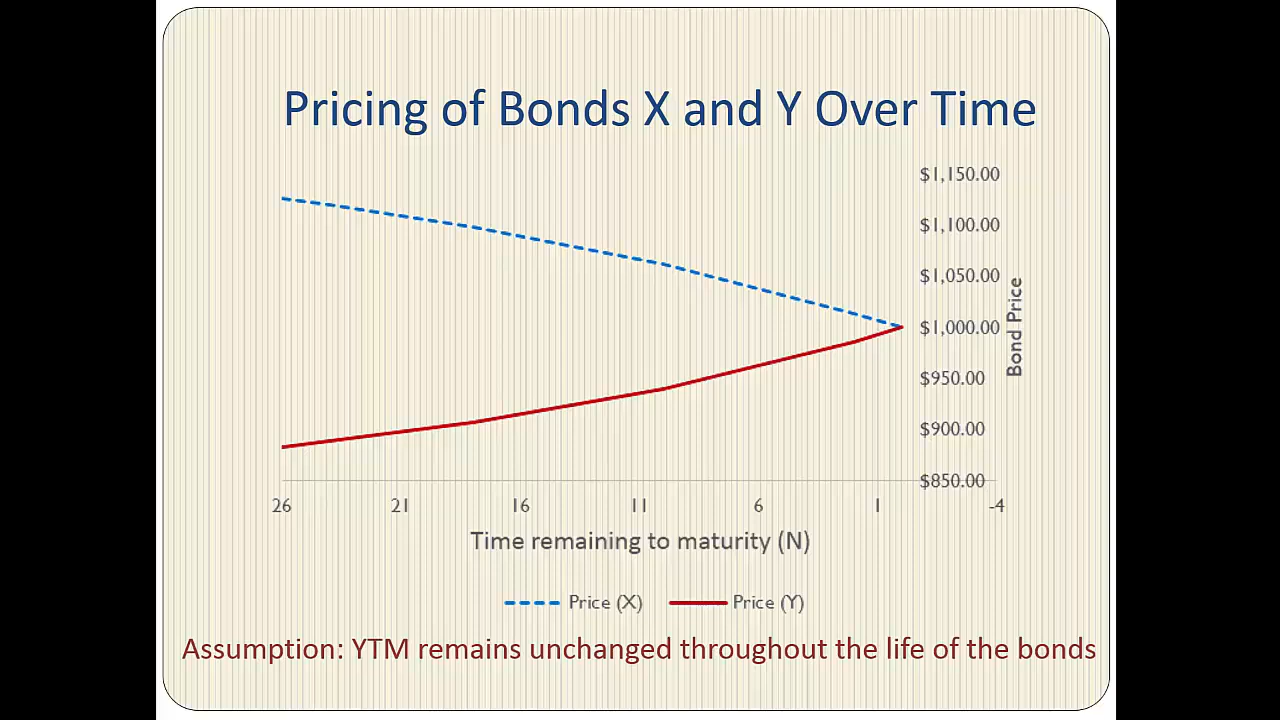 Pricing of Bonds X and Y Over Time
$1,150.00
$1,100.00
$1,050.00
$1,000.00
$950.00
$900.00
$850.00
Bond Price
26 21 16 11 6 1 -4
Time remaining to maturity (N)
Price (X) Price (Y)
Assumption: YTM remains unchanged throughout the life of the bonds